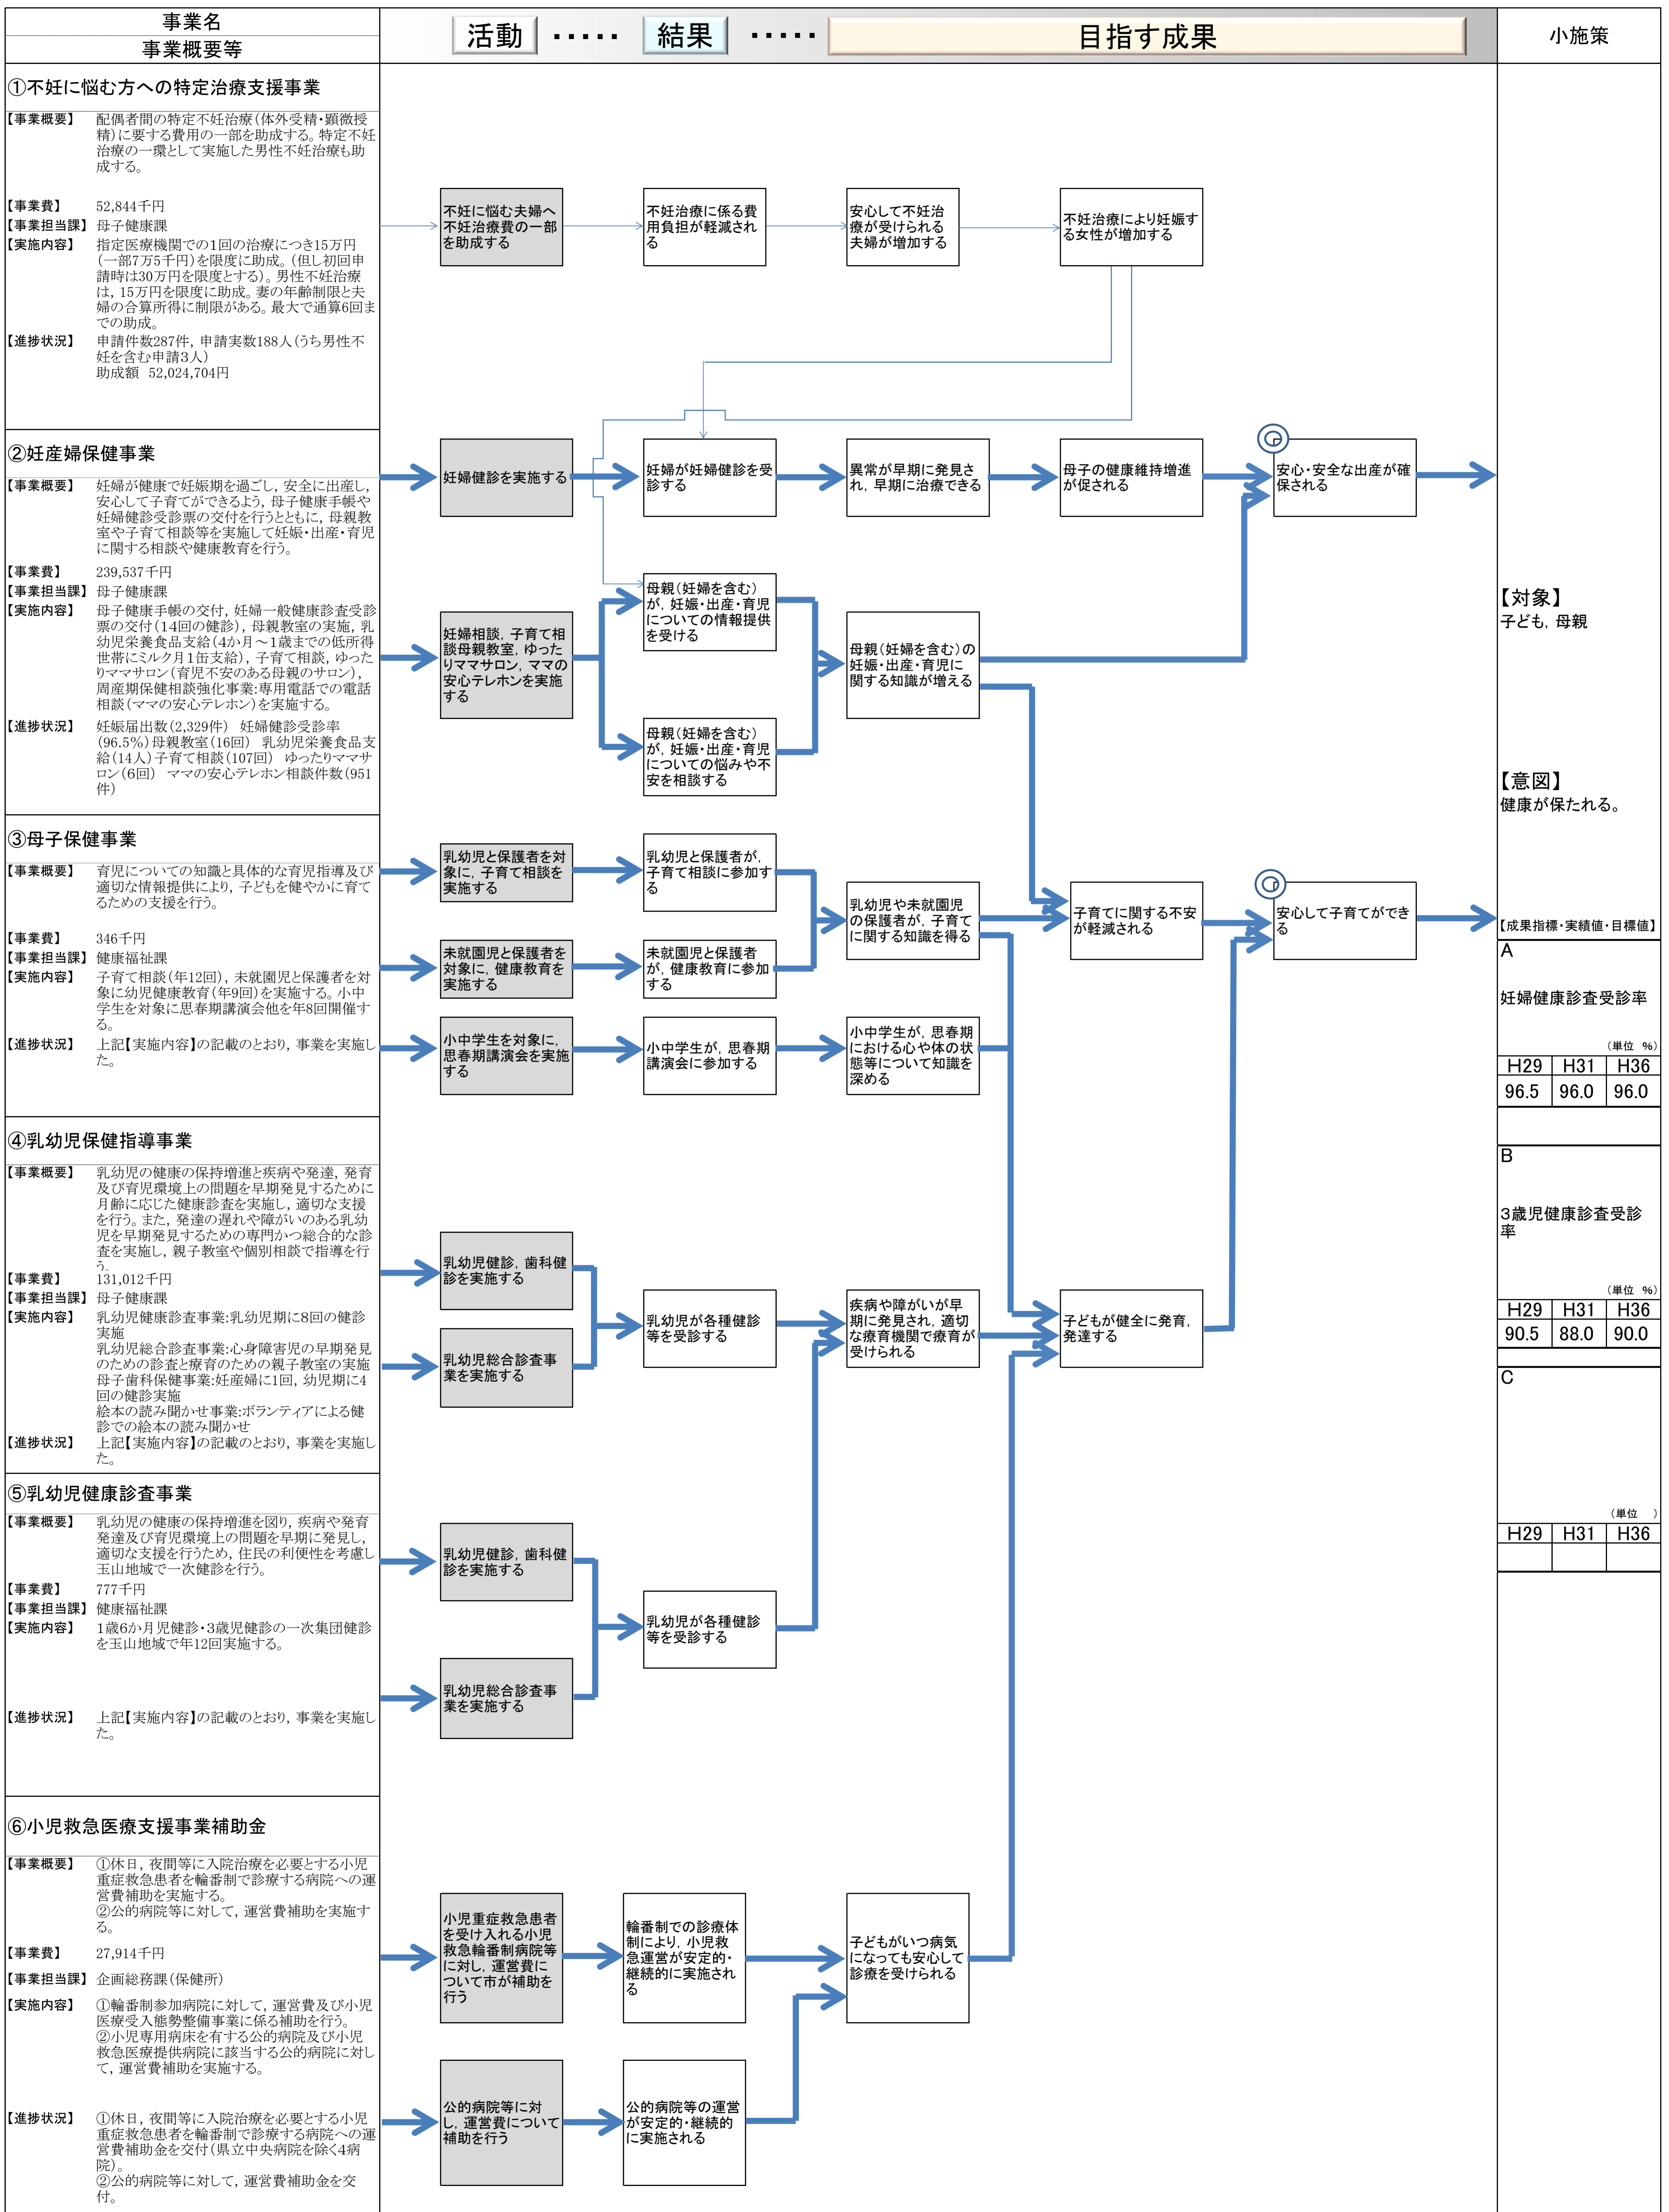 事業名
事業概要等
活動 ・・・・・ 結果 ・・・・・ 目指す成果
小施策
①不妊に悩む方への特定治療支援事業
【事業概要】 配偶者間の特定不妊治療（体外受精・顕微授
精）に要する費用の一部を助成する。特定不妊
治療の一環として実施した男性不妊治療も助
成する。
【事業費】 52,844千円
【事業担当課】 母子健康課
【実施内容】 指定医療機関での１回の治療につき15万円
（一部7万5千円）を限度に助成。（但し初回申
請時は30万円を限度とする）。男性不妊治療
は，15万円を限度に助成。妻の年齢制限と夫
婦の合算所得に制限がある。最大で通算6回ま
での助成。
【進捗状況】 申請件数287件，申請実数188人（うち男性不
妊を含む申請３人）
助成額　52,024,704円
不妊に悩む夫婦へ
不妊治療費の一部
を助成する
不妊治療に係る費
用負担が軽減され
る
安心して不妊治
療が受けられる
夫婦が増加する
不妊治療により妊娠す
る女性が増加する
②妊産婦保健事業
【事業概要】 妊婦が健康で妊娠期を過ごし，安全に出産し，
安心して子育てができるよう，母子健康手帳や
妊婦健診受診票の交付を行うとともに，母親教
室や子育て相談等を実施して妊娠・出産・育児
に関する相談や健康教育を行う。
【事業費】 239,537千円
【事業担当課】 母子健康課
【実施内容】 母子健康手帳の交付，妊婦一般健康診査受診
票の交付（１４回の健診），母親教室の実施，乳
幼児栄養食品支給（4か月～１歳までの低所得
世帯にミルク月１缶支給），子育て相談，ゆった
りママサロン（育児不安のある母親のサロン），
周産期保健相談強化事業：専用電話での電話
相談（ママの安心テレホン）を実施する。
【進捗状況】 妊娠届出数（2,329件）　妊婦健診受診率
（96.5％）母親教室（16回）　乳幼児栄養食品支
給（14人）子育て相談（107回）　ゆったりママサ
ロン（６回）　ママの安心テレホン相談件数（951
件）
妊婦健診を実施する
妊婦が妊婦健診を受
診する
異常が早期に発見さ
れ，早期に治療できる
母子の健康維持増進
が促される
安心・安全な出産が確
保される
妊婦相談，子育て相
談母親教室，ゆった
りママサロン，ママの
安心テレホンを実施
する
母親（妊婦を含む）
が，妊娠・出産・育児
についての情報提供
を受ける
母親（妊婦を含む）
が，妊娠・出産・育児
についての悩みや不
安を相談する
母親（妊婦を含む）の
妊娠・出産・育児に
関する知識が増える
【対象】
子ども，母親
【意図】
健康が保たれる。
③母子保健事業
【事業概要】 育児についての知識と具体的な育児指導及び
適切な情報提供により，子どもを健やかに育て
るための支援を行う。
【事業費】 346千円
【事業担当課】 健康福祉課
【実施内容】 子育て相談（年12回），未就園児と保護者を対
象に幼児健康教育（年9回）を実施する。小中
学生を対象に思春期講演会他を年8回開催す
る。
【進捗状況】 上記【実施内容】の記載のとおり，事業を実施し
た。
乳幼児と保護者を対
象に，子育て相談を
実施する
乳幼児と保護者が，
子育て相談に参加す
る
未就園児と保護者を
対象に，健康教育を
実施する
未就園児と保護者
が，健康教育に参加
する
乳幼児や未就園児
の保護者が，子育て
に関する知識を得る
子育てに関する不安
が軽減される
安心して子育てができ
る
小中学生を対象に，
思春期講演会を実施
する
小中学生が，思春期
講演会に参加する
小中学生が，思春期
における心や体の状
態等について知識を
深める
【成果指標・実績値・目標値】
A
妊婦健康診査受診率
（単位　％）
H29 H31 H36
96.5 96.0 96.0
④乳幼児保健指導事業
【事業概要】 乳幼児の健康の保持増進と疾病や発達，発育
及び育児環境上の問題を早期発見するために
月齢に応じた健康診査を実施し，適切な支援
を行う。また，発達の遅れや障がいのある乳幼
児を早期発見するための専門かつ総合的な診
査を実施し，親子教室や個別相談で指導を行
う。
【事業費】 131,012千円
【事業担当課】 母子健康課
【実施内容】 乳幼児健康診査事業：乳幼児期に８回の健診
実施
乳幼児総合診査事業：心身障害児の早期発見
のための診査と療育のための親子教室の実施
母子歯科保健事業：妊産婦に1回，幼児期に4
回の健診実施
絵本の読み聞かせ事業：ボランティアによる健
診での絵本の読み聞かせ
【進捗状況】 上記【実施内容】の記載のとおり，事業を実施し
た。
乳幼児健診，歯科健
診を実施する
乳幼児総合診査事
業を実施する
乳幼児が各種健診
等を受診する
疾病や障がいが早
期に発見され，適切
な療育機関で療育が
受けられる
子どもが健全に発育，
発達する
B
３歳児健康診査受診
率
（単位　％）
H29 H31 H36
90.5 88.0 90.0
C
（単位　　）
H29 H31 H36
⑤乳幼児健康診査事業
【事業概要】 乳幼児の健康の保持増進を図り，疾病や発育
発達及び育児環境上の問題を早期に発見し，
適切な支援を行うため，住民の利便性を考慮し
玉山地域で一次健診を行う。
【事業費】 777千円
【事業担当課】 健康福祉課
【実施内容】 １歳６か月児健診・３歳児健診の一次集団健診
を玉山地域で年12回実施する。
【進捗状況】 上記【実施内容】の記載のとおり，事業を実施し
た。
乳幼児健診，歯科健
診を実施する
乳幼児総合診査事
業を実施する
乳幼児が各種健診
等を受診する
⑥小児救急医療支援事業補助金
【事業概要】 ①休日，夜間等に入院治療を必要とする小児
重症救急患者を輪番制で診療する病院への運
営費補助を実施する。
②公的病院等に対して，運営費補助を実施す
る。
【事業費】 27,914千円
【事業担当課】 企画総務課（保健所）
【実施内容】 ①輪番制参加病院に対して，運営費及び小児
医療受入態勢整備事業に係る補助を行う。
②小児専用病床を有する公的病院及び小児
救急医療提供病院に該当する公的病院に対し
て，運営費補助を実施する。
【進捗状況】 ①休日，夜間等に入院治療を必要とする小児
重症救急患者を輪番制で診療する病院への運
営費補助金を交付（県立中央病院を除く４病
院）。
②公的病院等に対して，運営費補助金を交
付。
小児重症救急患者
を受け入れる小児
救急輪番制病院等
に対し，運営費に
ついて市が補助を
行う
輪番制での診療体
制により，小児救
急運営が安定的・
継続的に実施され
る
子どもがいつ病気
になっても安心して
診療を受けられる
公的病院等に対
し，運営費について
補助を行う
公的病院等の運営
が安定的・継続的
に実施される